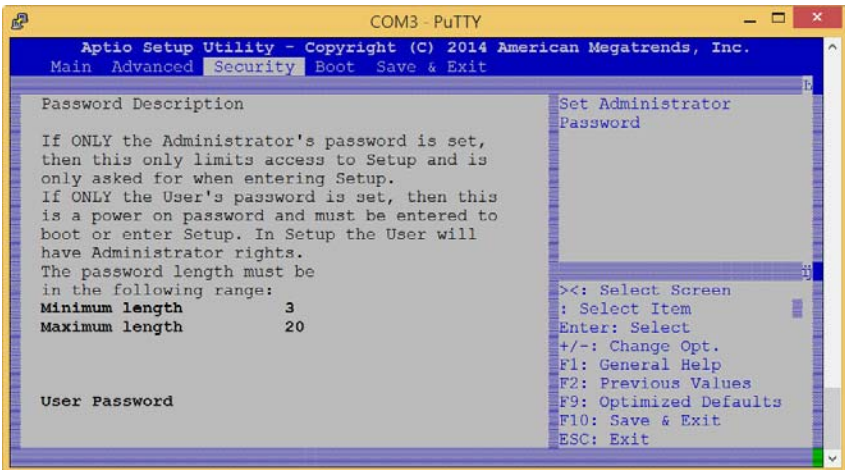 COM3 - PuTTY
Aptio Setup Utility - Copyright (C) 2014 American Megatrends, Inc.
Main Advanced Security Boot Save & Exit
Password Description
If ONLY the Administrator's password is set,
then this only limits access to Setup and is
only asked for when entering Setup.
If ONLY the User's password is set, then this
is a power on password and must be entered to
boot or enter Setup. In Setup the User will
have Administrator rights.
The password length must be
in the following range:
Minimum length 3
Maximum length 20
User Password
Set Administrator
Password
><: Select Screen
: Select Item
Enter: Select
+/-: Change Opt.
F1: General Help
F2: Previous Values
F9: Optimized Defaults
F10: Save & Exit
ESC: Exit